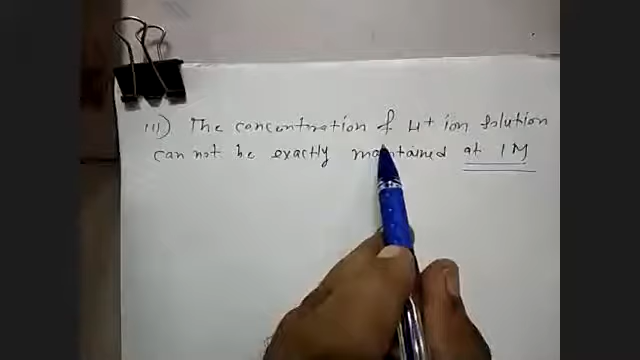 III) The concentration of H+ ion solution
can not be exactly maintained at 1M